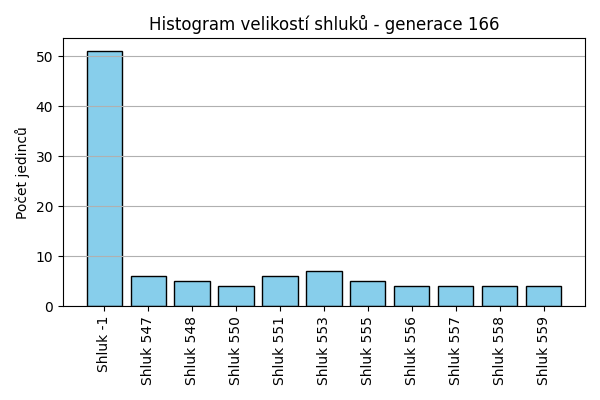 Histogram velikostí shluků - generace 166
Počet jedinců
50
40
30
20
10
0
Shluk -1
Shluk 547
Shluk 548
Shluk 550
Shluk 551
Shluk 553
Shluk 555
Shluk 556
Shluk 557
Shluk 558
Shluk 559